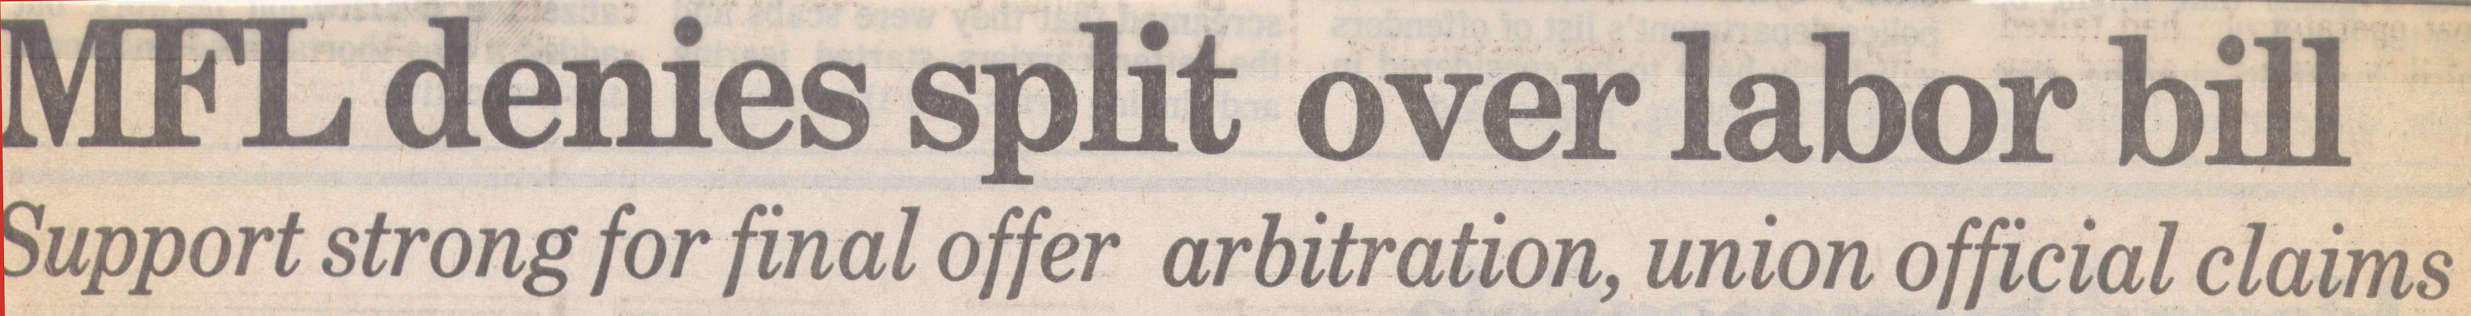 MFL denies split over labor bill
Support strong for final offer arbitration, union official claims